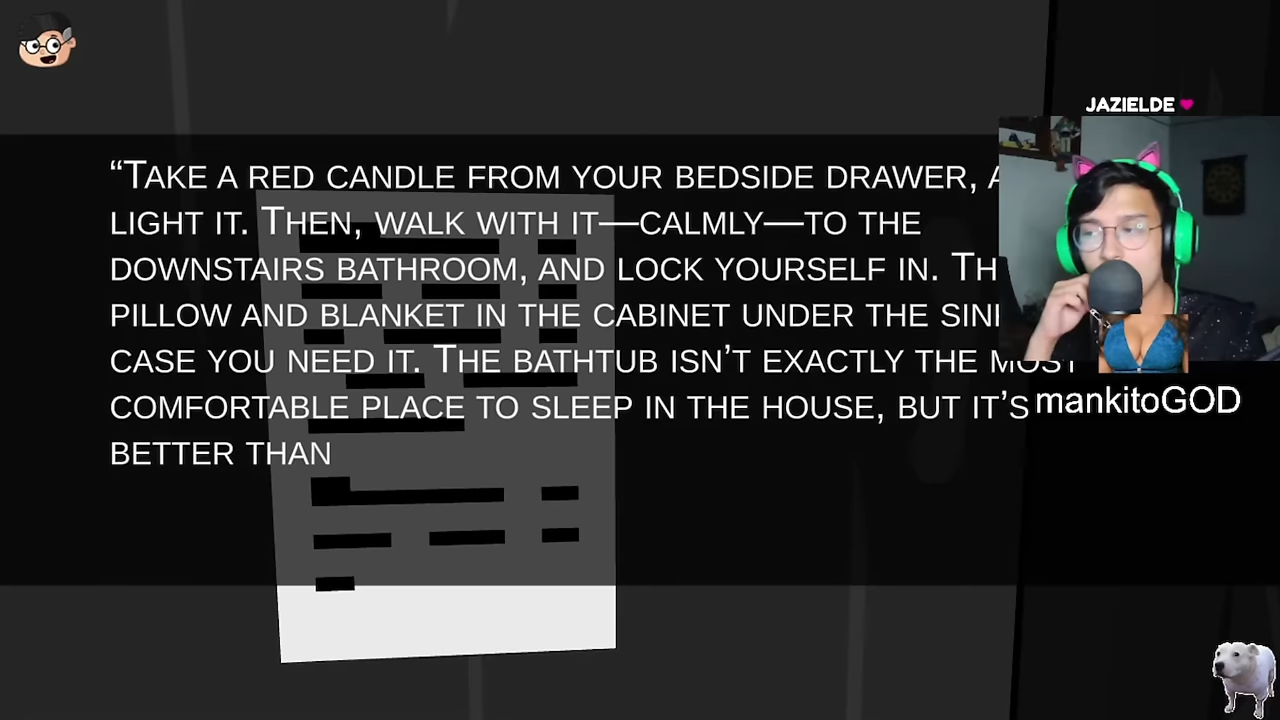 JAZIELDE
“TAKE A RED CANDLE FROM YOUR BEDSIDE DRAWER,
LIGHT IT. THEN, WALK WITH IT—CALMLY—TO THE
DOWNSTAIRS BATHROOM, AND LOCK YOURSELF IN.
PILLOW AND BLANKET IN THE CABINET UNDER THE
CASE YOU NEED IT. THE BATHTUB ISN’T EXACTLY THE MOST
COMFORTABLE PLACE TO SLEEP IN THE HOUSE, BUT IT’S
BETTER THAN
mankitoGOD